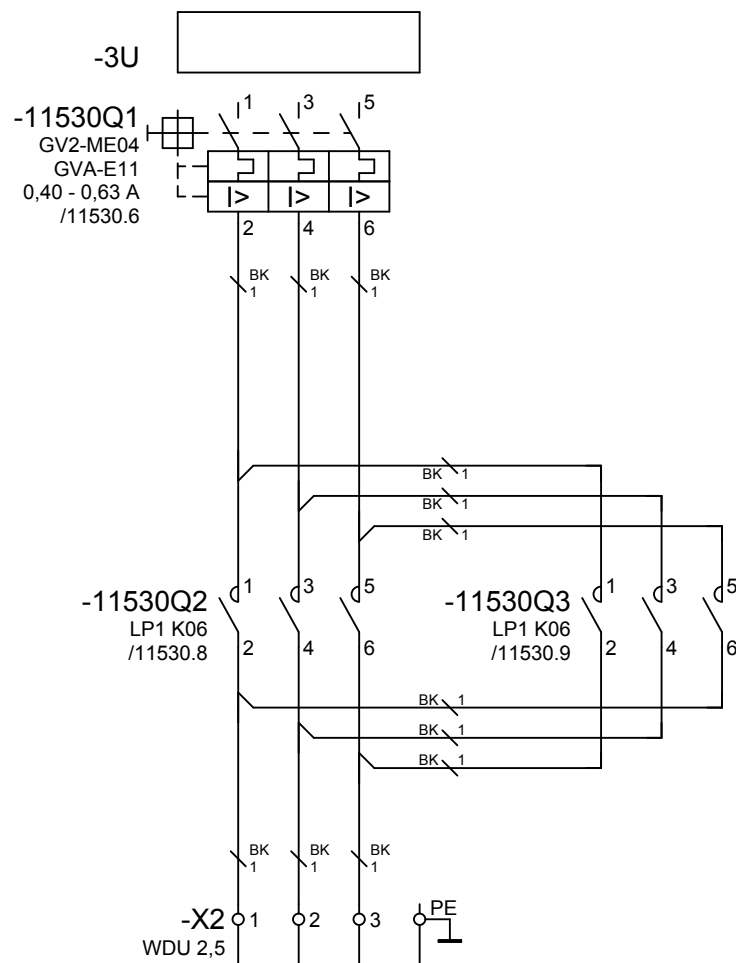 -3U
1 3 5
-11530Q1
GV2-ME04
GVA-E11
0,40 - 0,63 A
/11530.6
I> I> I>
2 4 6
BK BK BK
1 1 1
BK 1
BK 1
BK 1
1 3 5 1 3 5
-11530Q2 -11530Q3
LP1 K06 LP1 K06
/11530.8 /11530.9
2 4 6 2 4 6
BK 1
BK 1
BK 1
BK BK BK
1 1 1
-X2 1 2 3 PE
WDU 2,5